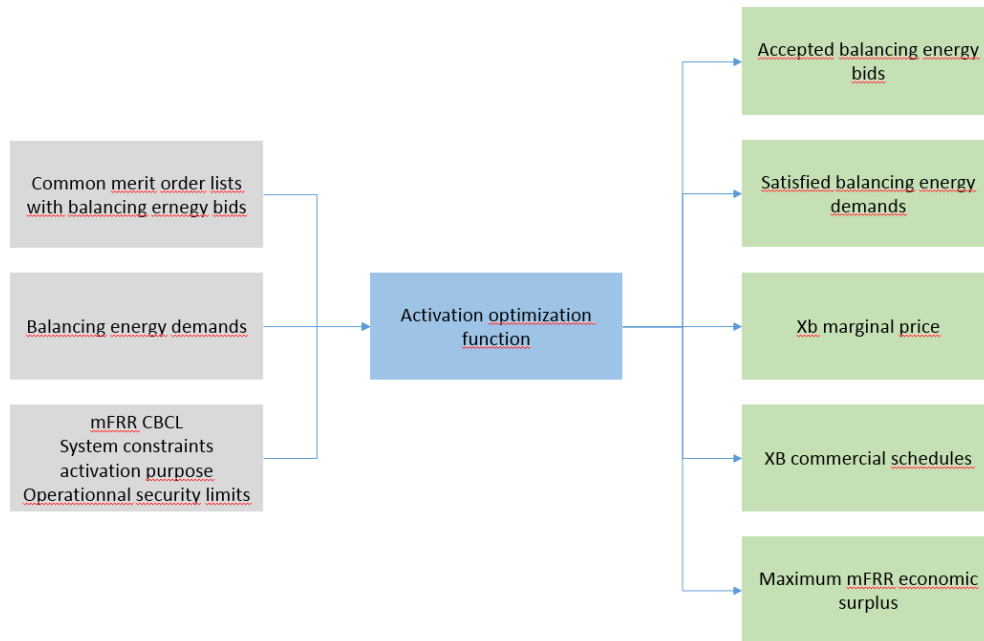 Common merit order lists
with balancing ernegy bids
Balancing energy demands
mFRR CBCL
System constraints
activation purpose
Operationnal security limits
Activation optimization
function
Accepted balancing energy
bids
Satisfied balancing energy
demands
Xb marginal price
XB commercial schedules
Maximum mFRR economic
surplus